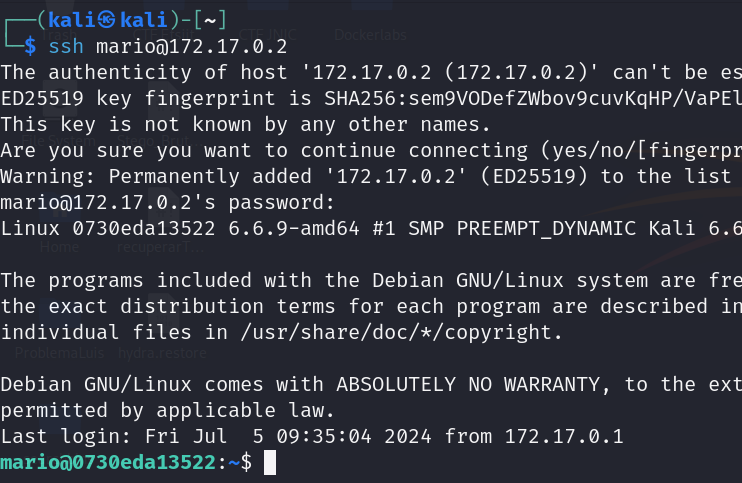 ┌──(kali㉿kali)-[~]
└─$ ssh mario@172.17.0.2
The authenticity of host '172.17.0.2 (172.17.0.2)' can't be es
ED25519 key fingerprint is SHA256:sem9VODefZWbov9cuvKqHP/VaPEl
This key is not known by any other names.
Are you sure you want to continue connecting (yes/no/[fingerpr
Warning: Permanently added '172.17.0.2' (ED25519) to the list
mario@172.17.0.2's password:
Linux 0730eda13522 6.6.9-amd64 #1 SMP PREEMPT_DYNAMIC Kali 6.6
Home recuperarT...
The programs included with the Debian GNU/Linux system are fre
the exact distribution terms for each program are described in
individual files in /usr/share/doc/*/copyright.
ProblemaLuis hydra.restore
Debian GNU/Linux comes with ABSOLUTELY NO WARRANTY, to the ext
permitted by applicable law.
Last login: Fri Jul  5 09:35:04 2024 from 172.17.0.1
mario@0730eda13522:~$